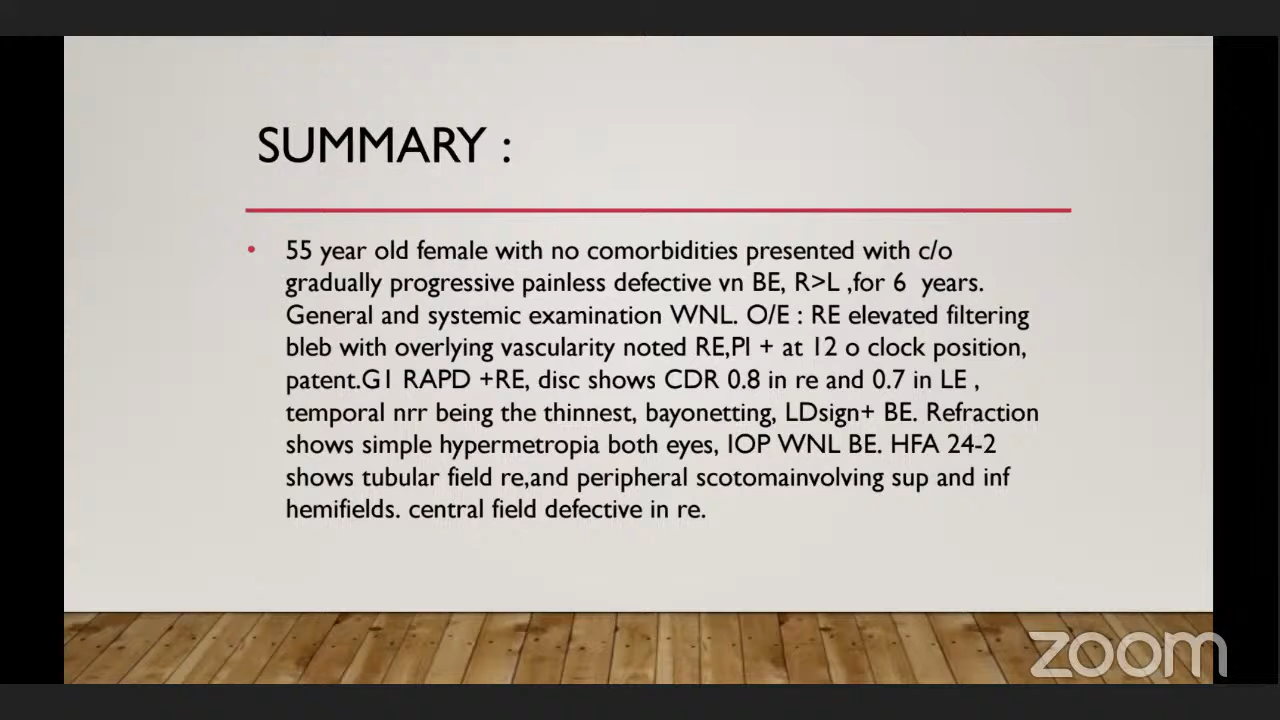 SUMMARY :
• 55 year old female with no comorbidities presented with c/o
gradually progressive painless defective vn BE, R>L ,for 6 years.
General and systemic examination WNL. O/E : RE elevated filtering
bleb with overlying vascularity noted RE,PI + at 12 o clock position,
patent.G1 RAPD +RE, disc shows CDR 0.8 in re and 0.7 in LE ,
temporal nrr being the thinnest, bayonetting, LDsign+ BE. Refraction
shows simple hypermetropia both eyes, IOP WNL BE. HFA 24-2
shows tubular field re,and peripheral scotomainvolving sup and inf
hemifields. central field defective in re.
zoom